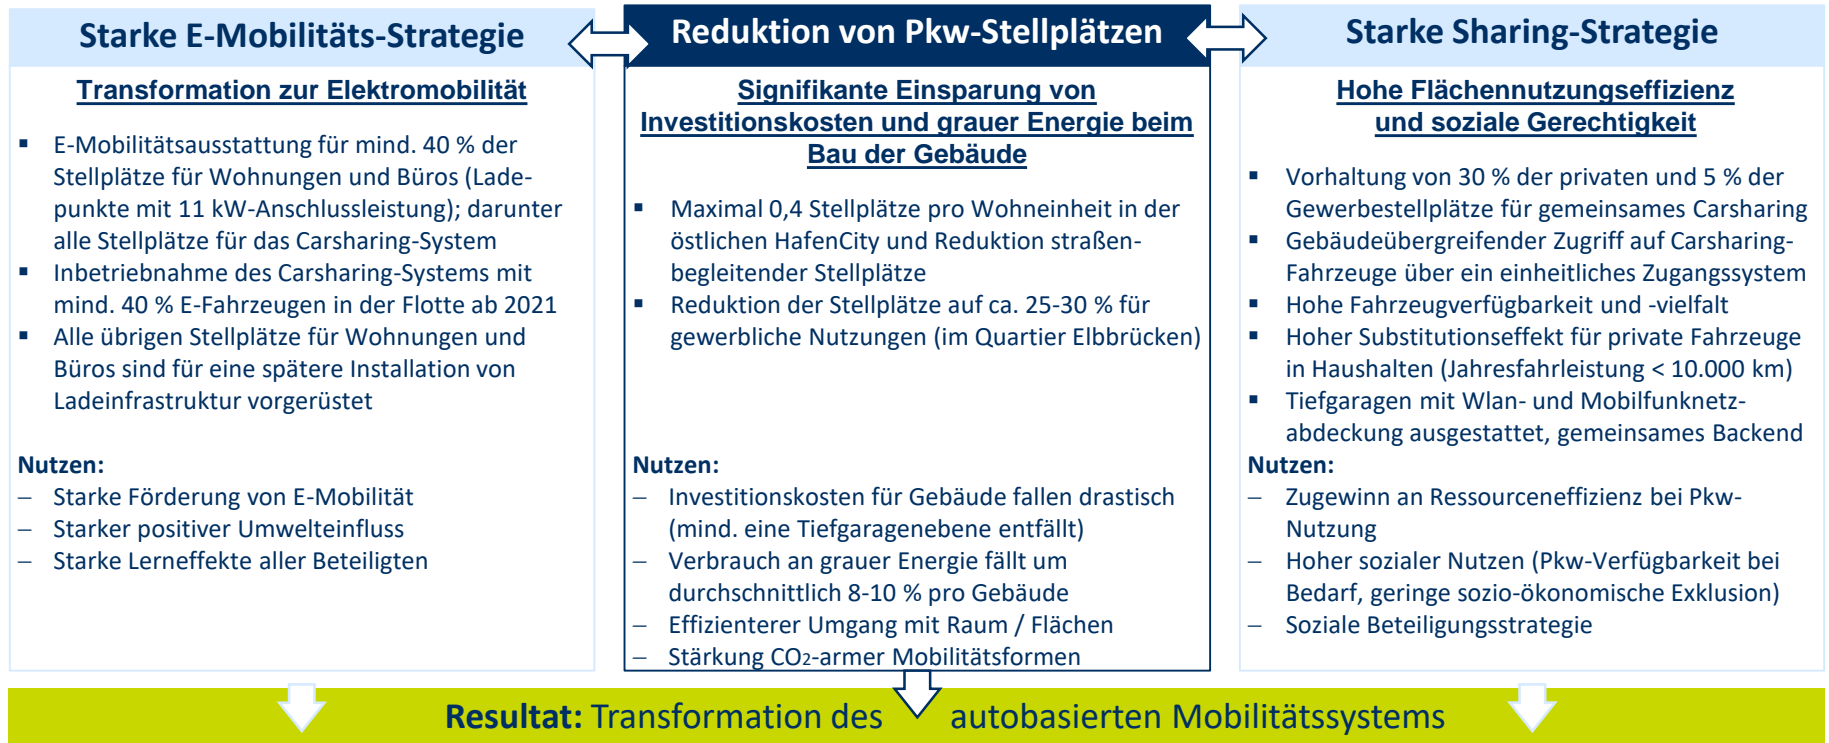 Starke E-Mobilitäts-Strategie
Transformation zur Elektromobilität
▪ E-Mobilitätsausstattung für mind. 40 % der
Stellplätze für Wohnungen und Büros (Lade-
punkte mit 11 kW-Anschlussleistung); darunter
alle Stellplätze für das Carsharing-System
▪ Inbetriebnahme des Carsharing-Systems mit
mind. 40 % E-Fahrzeugen in der Flotte ab 2021
▪ Alle übrigen Stellplätze für Wohnungen und
Büros sind für eine spätere Installation von
Ladeinfrastruktur vorgerüstet
Nutzen:
– Starke Förderung von E-Mobilität
– Starker positiver Umwelteinfluss
– Starke Lerneffekte aller Beteiligten
Reduktion von Pkw-Stellplätzen
Signifikante Einsparung von
Investitionskosten und grauer Energie beim
Bau der Gebäude
▪ Maximal 0,4 Stellplätze pro Wohneinheit in der
östlichen HafenCity und Reduktion straßen-
begleitender Stellplätze
▪ Reduktion der Stellplätze auf ca. 25-30 % für
gewerbliche Nutzungen (im Quartier Elbbrücken)
Nutzen:
– Investitionskosten für Gebäude fallen drastisch
(mind. eine Tiefgaragenebene entfällt)
– Verbrauch an grauer Energie fällt um
durchschnittlich 8-10 % pro Gebäude
– Effizienterer Umgang mit Raum / Flächen
– Stärkung CO2-armer Mobilitätsformen
Starke Sharing-Strategie
Hohe Flächennutzungseffizienz
und soziale Gerechtigkeit
▪ Vorhaltung von 30 % der privaten und 5 % der
Gewerbestellplätze für gemeinsames Carsharing
▪ Gebäudeübergreifender Zugriff auf Carsharing-
Fahrzeuge über ein einheitliches Zugangssystem
▪ Hohe Fahrzeugverfügbarkeit und -vielfalt
▪ Hoher Substitutionseffekt für private Fahrzeuge
in Haushalten (Jahresfahrleistung < 10.000 km)
▪ Tiefgaragen mit Wlan- und Mobilfunknetz-
abdeckung ausgestattet, gemeinsames Backend
Nutzen:
– Zugewinn an Ressourceneffizienz bei Pkw-
Nutzung
– Hoher sozialer Nutzen (Pkw-Verfügbarkeit bei
Bedarf, geringe sozio-ökonomische Exklusion)
– Soziale Beteiligungsstrategie
Resultat: Transformation des autobasierten Mobilitätssystems